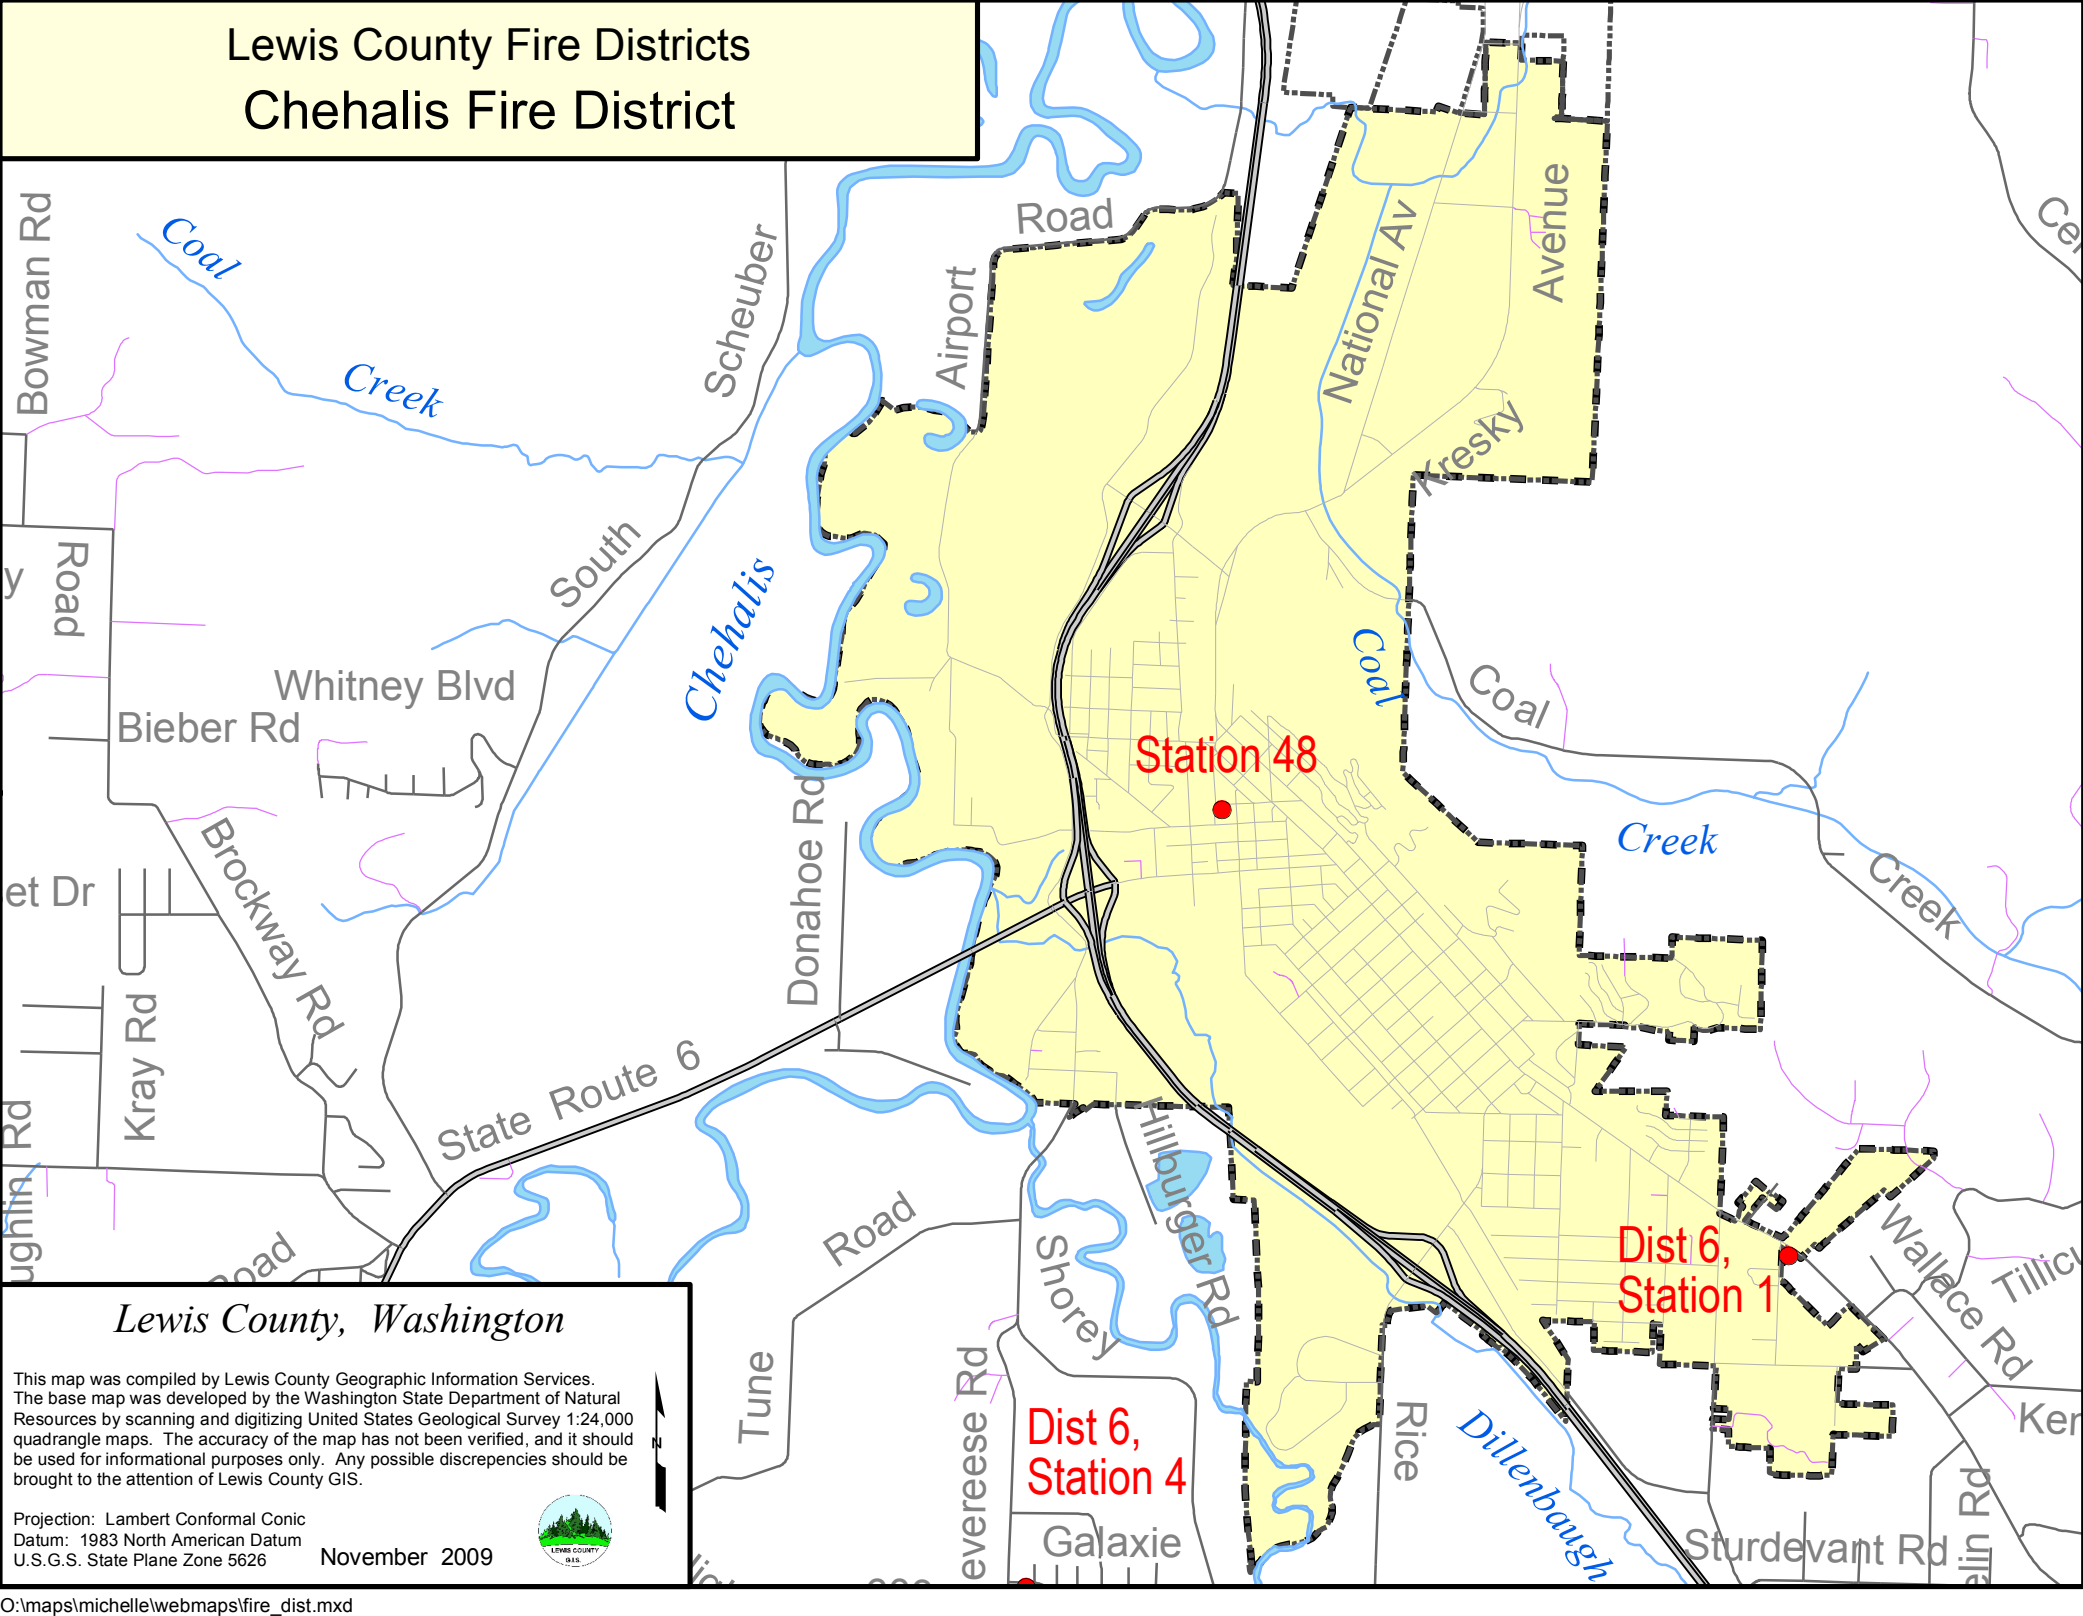 Lewis County Fire Districts
Chehalis Fire District
Bowman Rd
Coal
Creek
Scheuber
South
Road
Airport
National Av
Avenue
Kresky
Road
y
Whitney Blvd
Bieber Rd
Chehalis
Coal
Coal
Creek
Creek
Station 48
Donahoe Rd
et Dr
Brockway Rd
Kray Rd
State Route 6
Hillburger Rd
Road
Shorey
Tune
Dist 6,
Station 1
Wallace Rd
Rice
Dillenbaugh
Dist 6,
Station 4
Galaxie
Sturdevant Rd
Lewis County, Washington
This map was compiled by Lewis County Geographic Information Services.
The base map was developed by the Washington State Department of Natural
Resources by scanning and digitizing United States Geological Survey 1:24,000
quadrangle maps. The accuracy of the map has not been verified, and it should
be used for informational purposes only. Any possible discrepencies should be
brought to the attention of Lewis County GIS.
N
Projection: Lambert Conformal Conic
Datum: 1983 North American Datum
U.S.G.S. State Plane Zone 5626
November 2009
LEWIS COUNTY
G.I.S.
O:\maps\michelle\webmaps\fire_dist.mxd